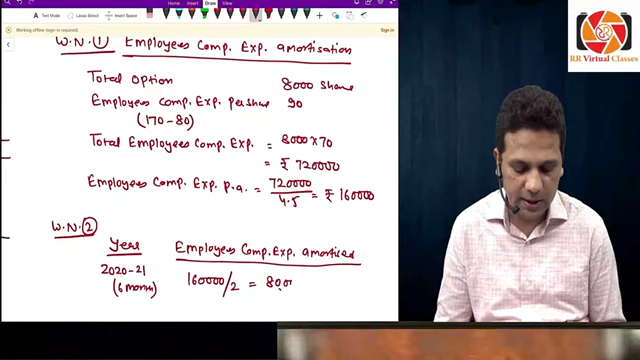 File Home Insert Draw View
Text Mode Lasso Select Insert Space
Working offline (sign in required) Sign in
RR Virtual Classes
W.N. 1 Employees Comp. Exp. amortisation
Total Option 8000 Share
Employees Comp. Exp. Per Share 90
(170-80)
Total Employees Comp. Exp. = 8000x70
= ₹ 720000
Employees Comp. Exp. p.a. = 720000/4.5 = ₹ 160000
W.N. 2
Year Employees Comp. Exp. amortised
2020-21 160000/2 = 8000
(6 month)